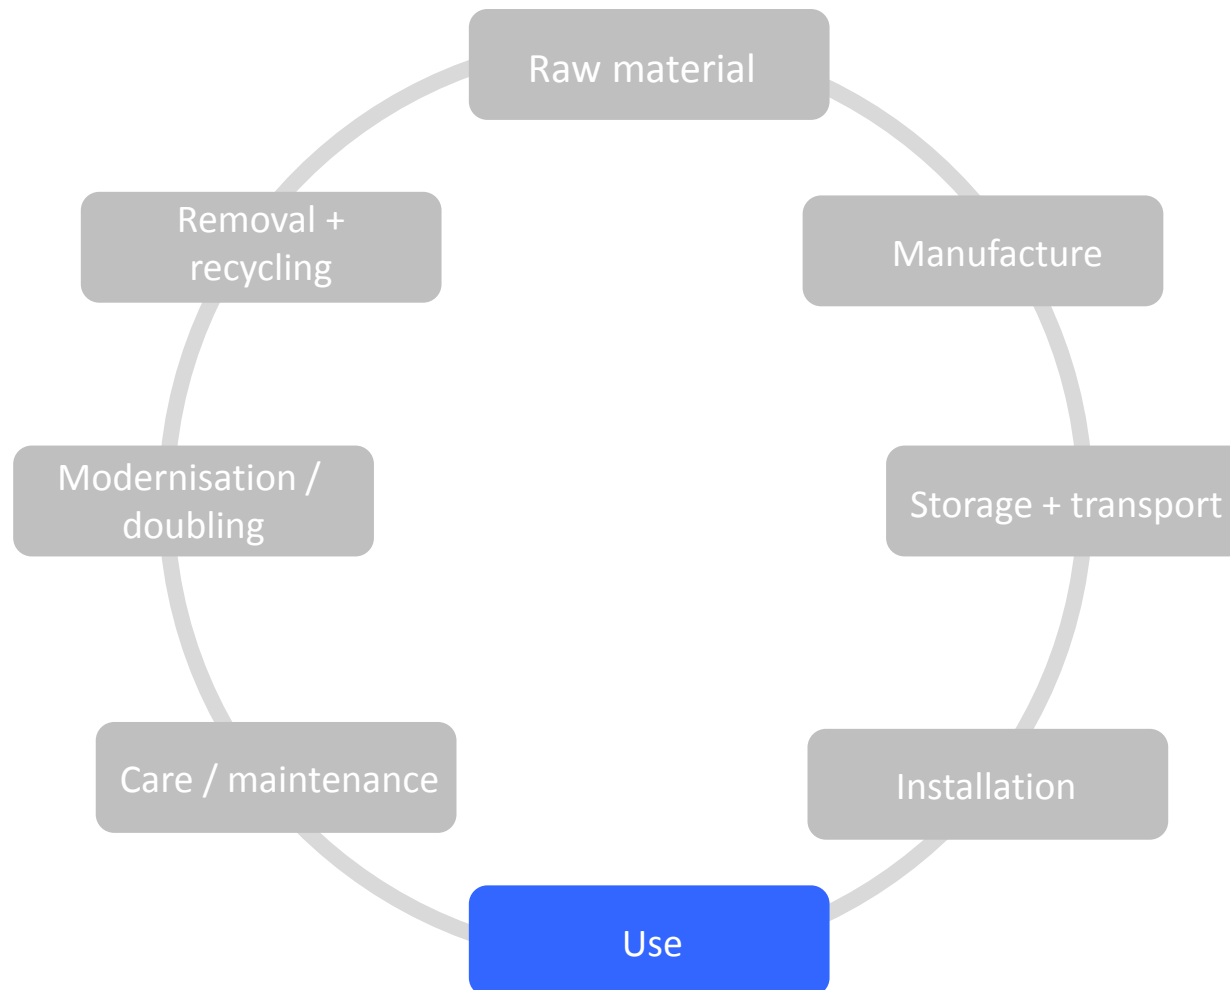 Raw material
Manufacture
Storage + transport
Installation
Use
Care / maintenance
Modernisation /
doubling
Removal +
recycling